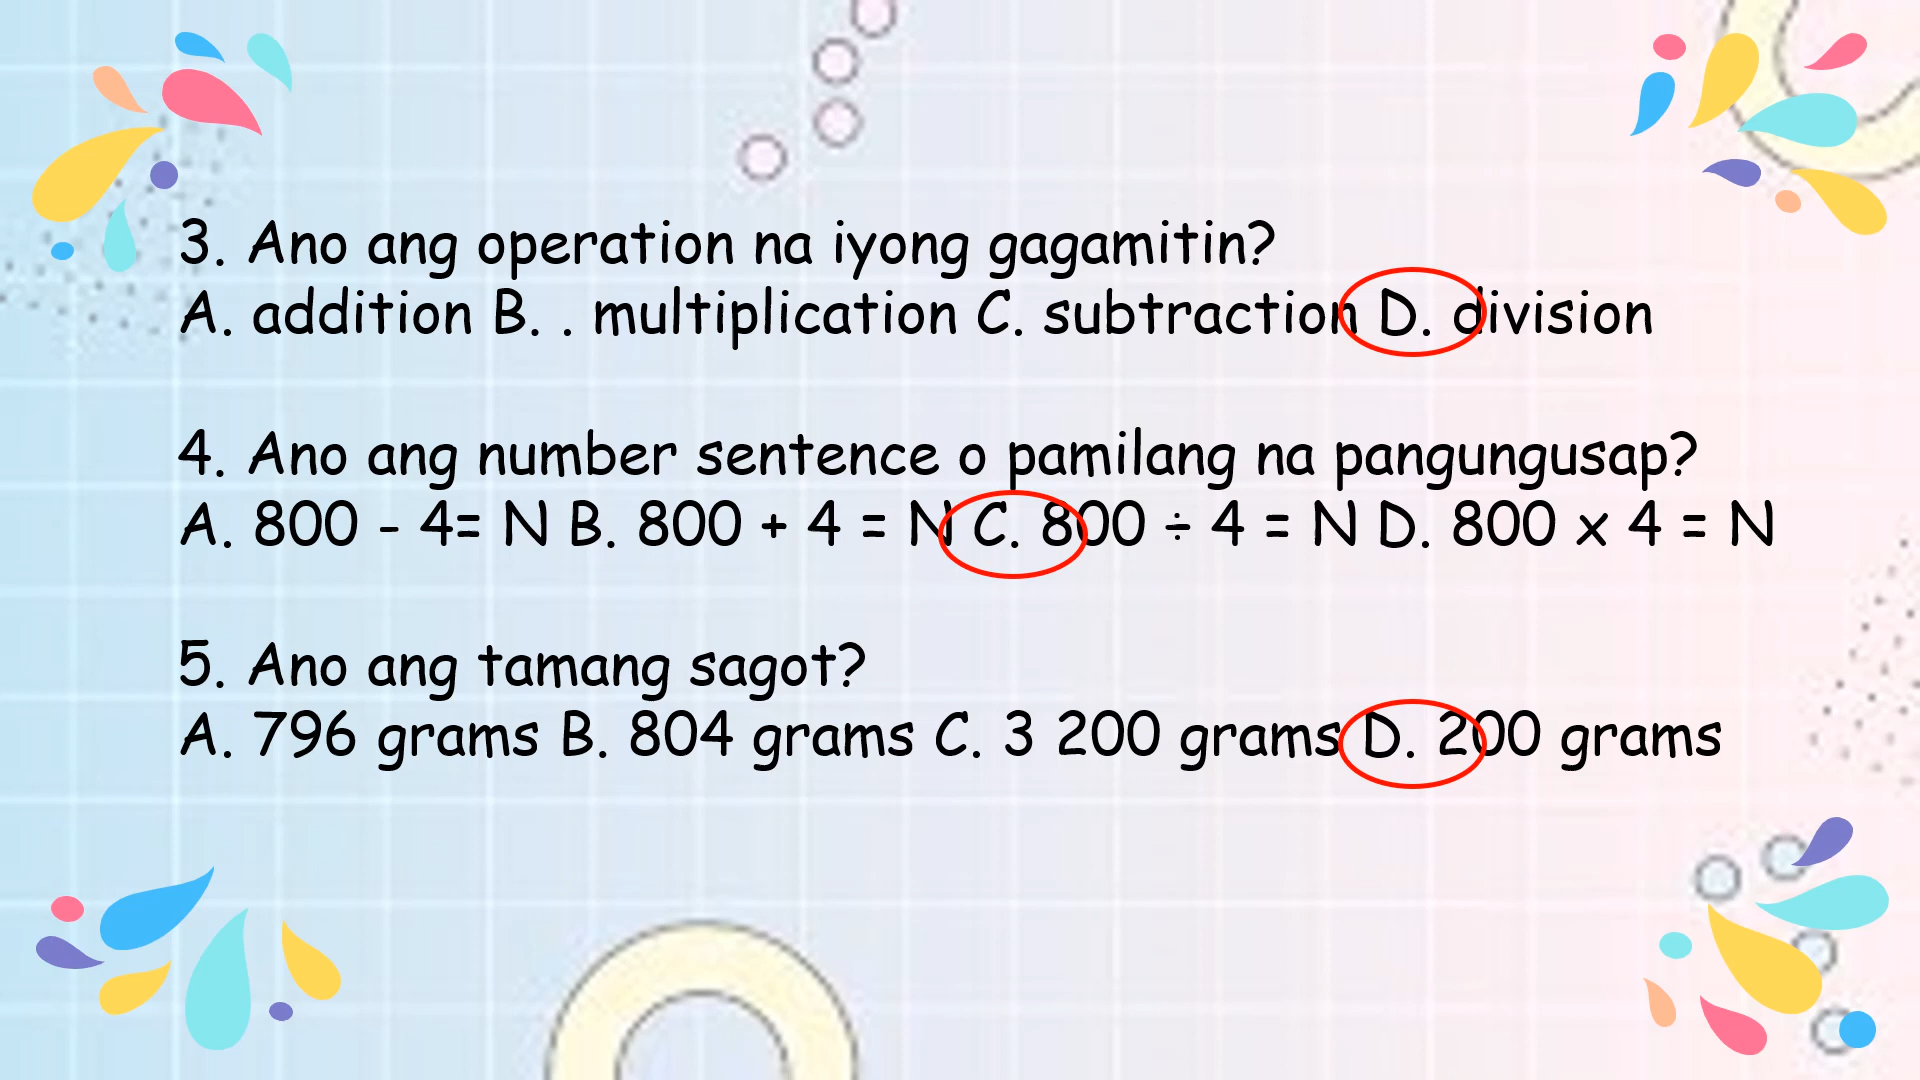 3. Ano ang operation na iyong gagamitin?
A. addition B. . multiplication C. subtraction D. division
4. Ano ang number sentence o pamilang na pangungusap?
A. 800 - 4= N B. 800 + 4 = N C. 800 ÷ 4 = N D. 800 x 4 = N
5. Ano ang tamang sagot?
A. 796 grams B. 804 grams C. 3 200 grams D. 200 grams